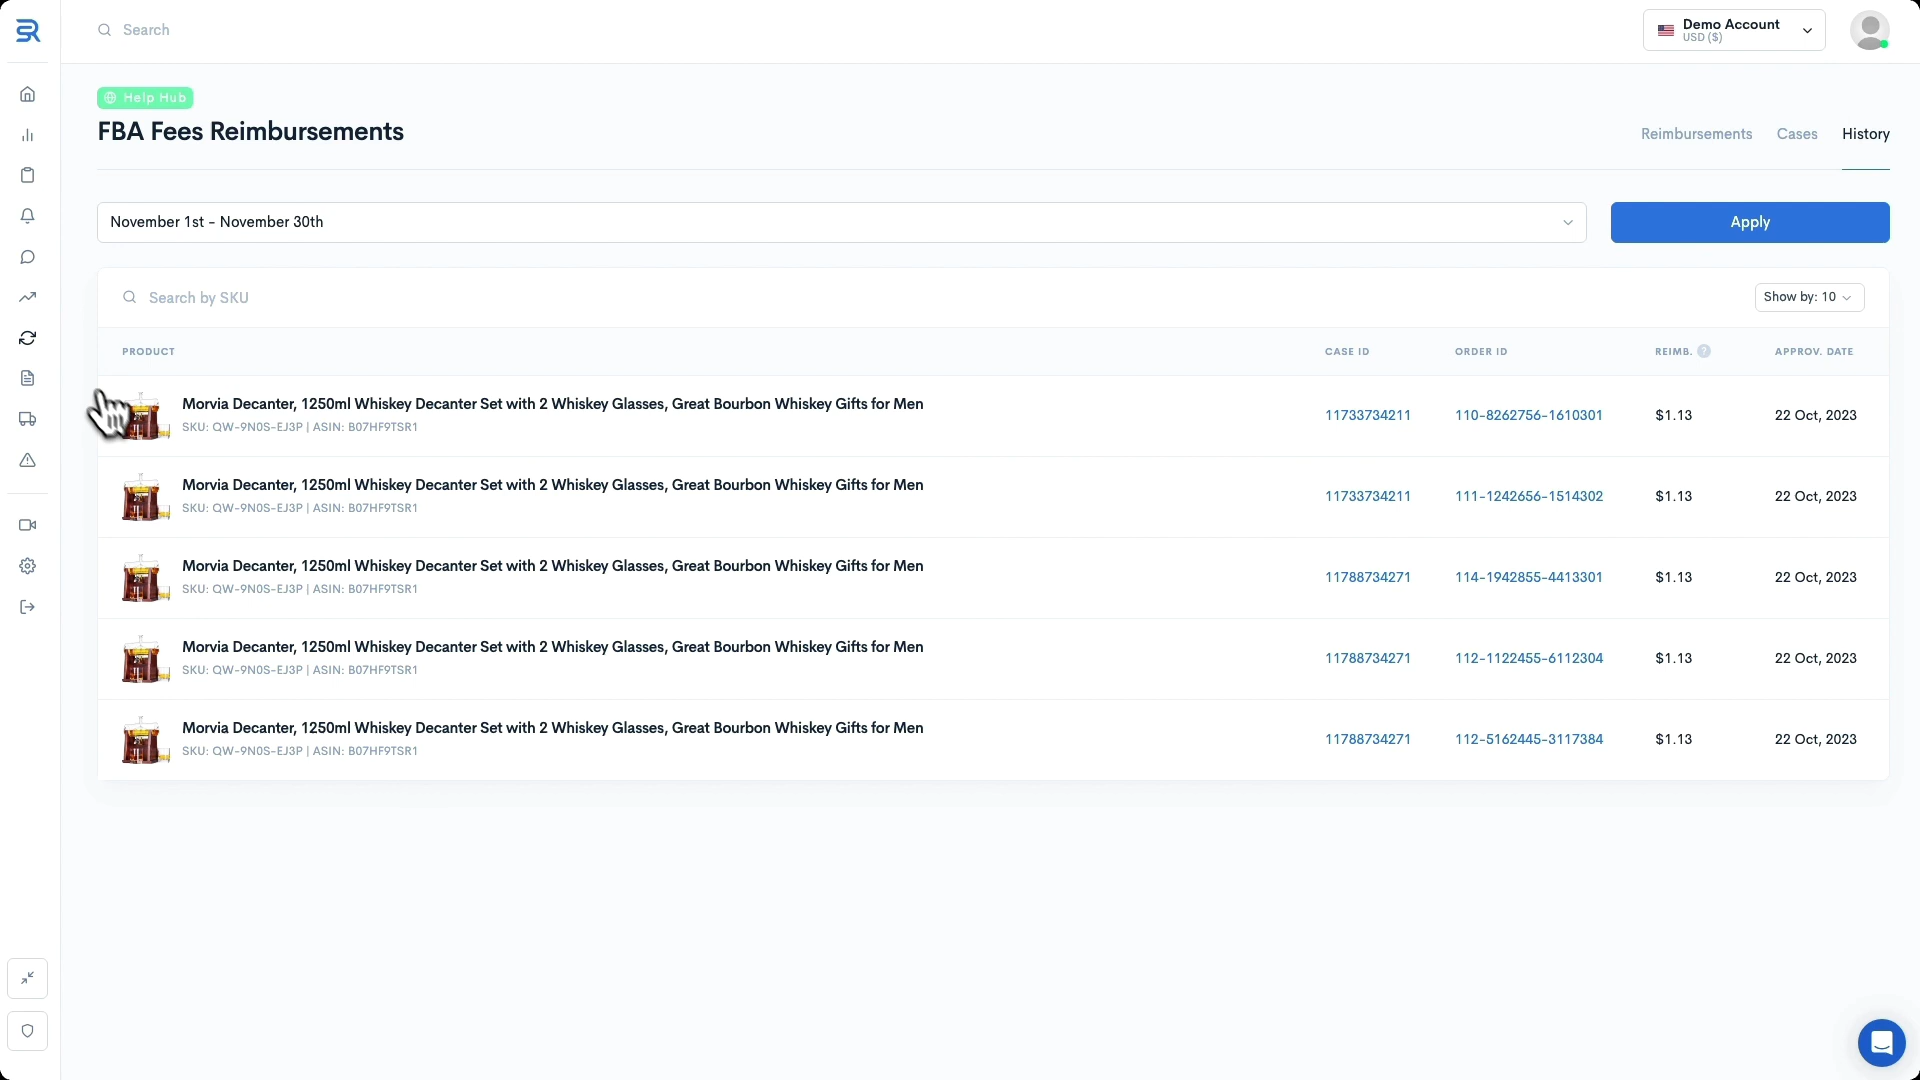 Search
Demo Account
USD ($)
Help Hub
FBA Fees Reimbursements
Reimbursements Cases History
November 1st - November 30th
Apply
Search by SKU
Show by: 10
PRODUCT CASE ID ORDER ID REIMB. ? APPROV. DATE
Morvia Decanter, 1250ml Whiskey Decanter Set with 2 Whiskey Glasses, Great Bourbon Whiskey Gifts for Men
SKU: QW-9N0S-EJ3P | ASIN: B07HF9TSR1
11733734211 110-8262756-1610301 $1.13 22 Oct, 2023
Morvia Decanter, 1250ml Whiskey Decanter Set with 2 Whiskey Glasses, Great Bourbon Whiskey Gifts for Men
SKU: QW-9N0S-EJ3P | ASIN: B07HF9TSR1
11733734211 111-1242656-1514302 $1.13 22 Oct, 2023
Morvia Decanter, 1250ml Whiskey Decanter Set with 2 Whiskey Glasses, Great Bourbon Whiskey Gifts for Men
SKU: QW-9N0S-EJ3P | ASIN: B07HF9TSR1
11788734271 114-1942855-4413301 $1.13 22 Oct, 2023
Morvia Decanter, 1250ml Whiskey Decanter Set with 2 Whiskey Glasses, Great Bourbon Whiskey Gifts for Men
SKU: QW-9N0S-EJ3P | ASIN: B07HF9TSR1
11788734271 112-1122455-6112304 $1.13 22 Oct, 2023
Morvia Decanter, 1250ml Whiskey Decanter Set with 2 Whiskey Glasses, Great Bourbon Whiskey Gifts for Men
SKU: QW-9N0S-EJ3P | ASIN: B07HF9TSR1
11788734271 112-5162445-3117384 $1.13 22 Oct, 2023